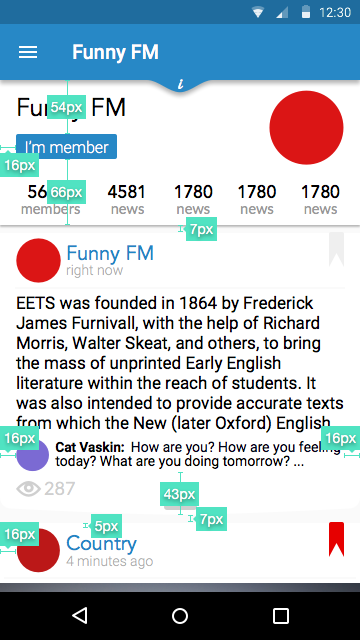 12:30
Funny FM
i
Funny FM
54px
I'm member
16px
66px
4581 1780 1780 1780
members news news news news
7px
Funny FM
right now
EETS was founded in 1864 by Frederick
James Furnivall, with the help of Richard
Morris, Walter Skeat, and others, to bring
the mass of unprinted Early English
literature within the reach of students. It
was also intended to provide accurate texts
from which the New (later Oxford) English
16px
16px
Cat Vaskin: How are you? How are you feeling
today? What are you doing tomorrow? ...
287
43px
5px
7px
16px
Country
4 minutes ago